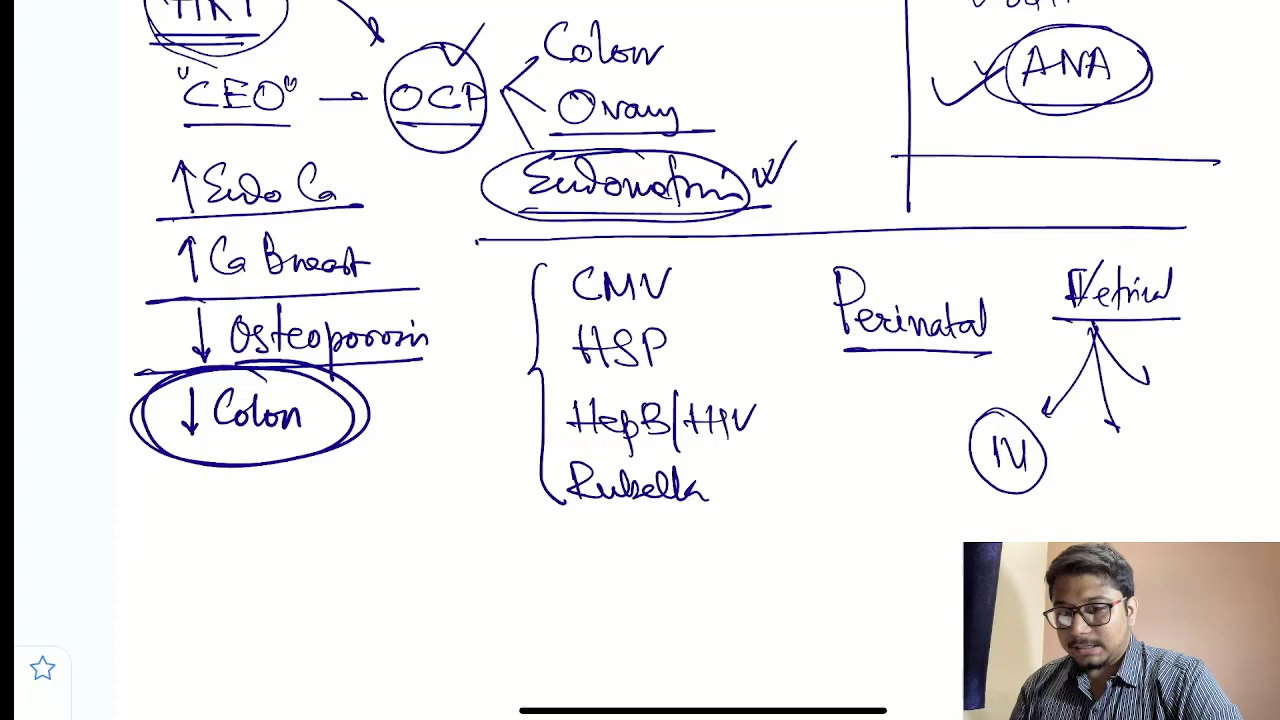 HRT
"CEO" → OCP
Colon
Ovary
Endometrium
↑ Endo Ca
↑ Ca Breast
↓ Osteoporosis
↓ Colon
ANA
CMV
HSP
HepB/HIV
Rubella
Perinatal
IU